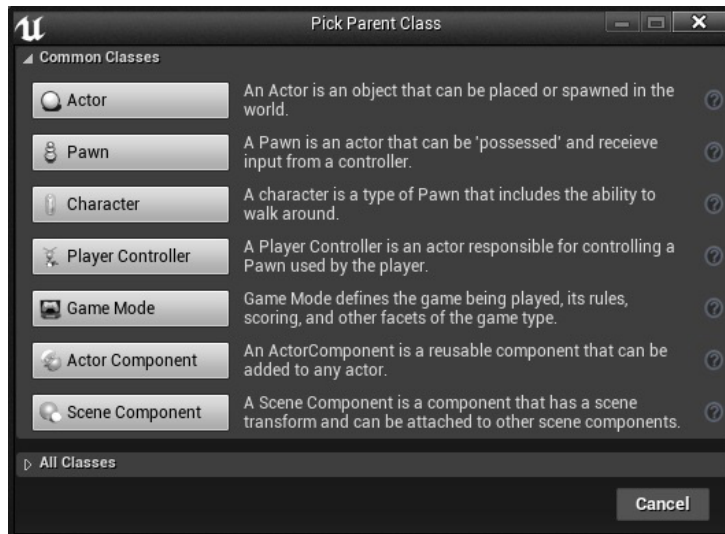 Pick Parent Class
Common Classes
Actor
An Actor is an object that can be placed or spawned in the
world.
Pawn
A Pawn is an actor that can be 'possessed' and receieve
input from a controller.
Character
A character is a type of Pawn that includes the ability to
walk around.
Player Controller
A Player Controller is an actor responsible for controlling a
Pawn used by the player.
Game Mode
Game Mode defines the game being played, its rules,
scoring, and other facets of the game type.
Actor Component
An ActorComponent is a reusable component that can be
added to any actor.
Scene Component
A Scene Component is a component that has a scene
transform and can be attached to other scene components.
All Classes
Cancel